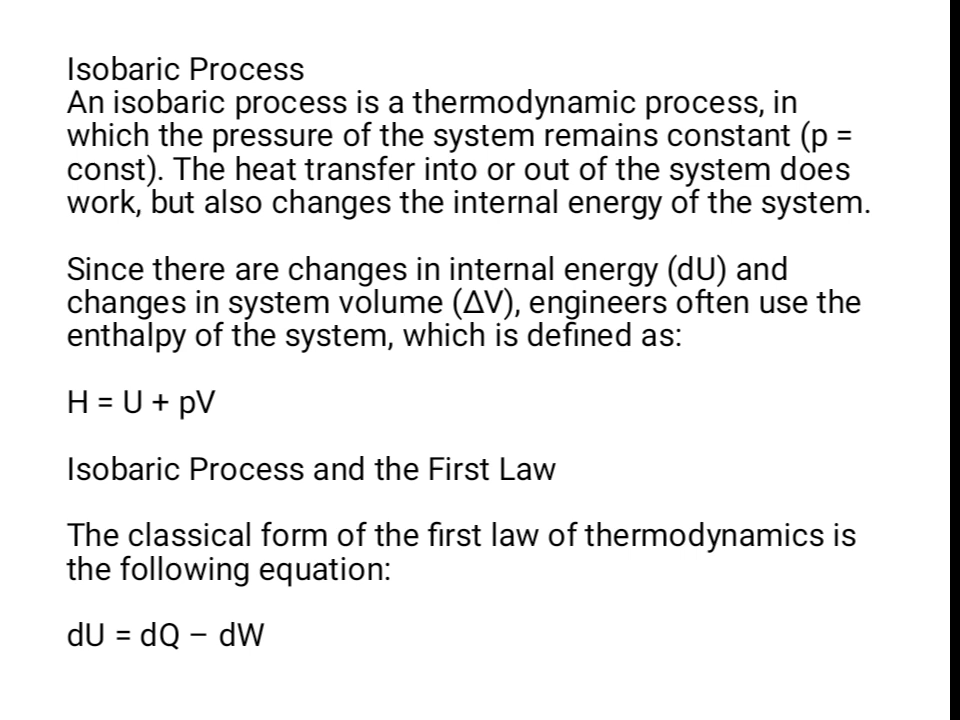 Isobaric Process
An isobaric process is a thermodynamic process, in
which the pressure of the system remains constant (p =
const). The heat transfer into or out of the system does
work, but also changes the internal energy of the system.
Since there are changes in internal energy (dU) and
changes in system volume (∆V), engineers often use the
enthalpy of the system, which is defined as:
H = U + pV
Isobaric Process and the First Law
The classical form of the first law of thermodynamics is
the following equation:
dU = dQ – dW